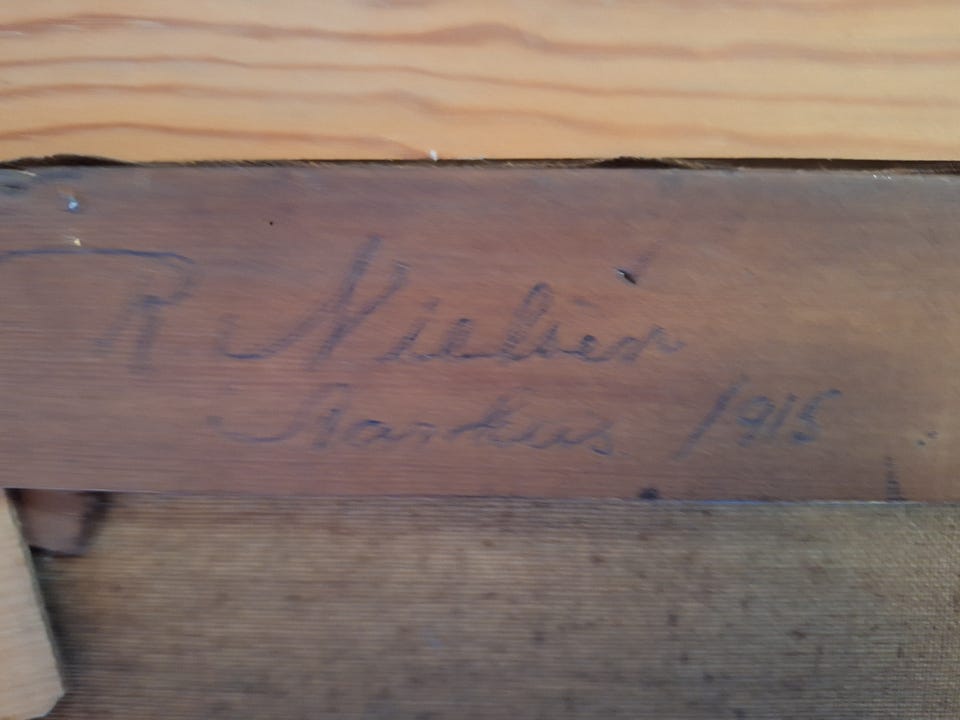 R. Nielsen
Aarhus 1915